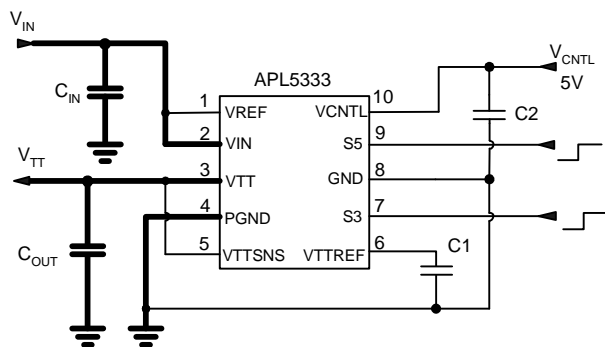 V_IN
C_IN
V_TT
C_OUT
APL5333
1 VREF
2 VIN
3 VTT
4 PGND
5 VTTSNS
VCNTL 10
S5 9
GND 8
S3 7
VTTREF 6
C1
C2
V_CNTL
5V